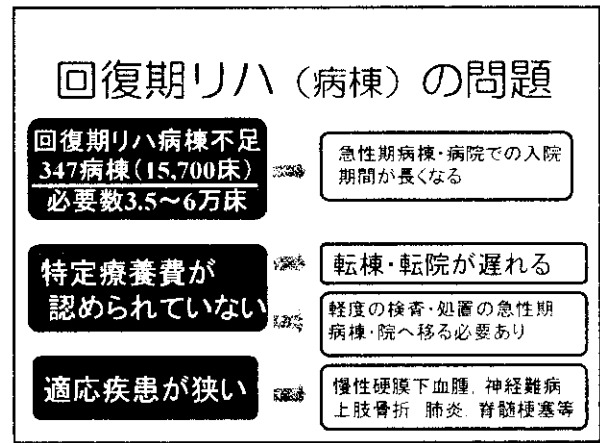 回復期リハ（病棟）の問題
回復期リハ病棟不足
347病棟（15,700床）
必要数3.5～6万床
急性期病棟・病院での入院
期間が長くなる
特定療養費が
認められていない
転棟・転院が遅れる
軽度の検査・処置の急性期
病棟・院へ移る必要あり
適応疾患が狭い
慢性硬膜下血腫，神経難病
上肢骨折，肺炎，脊髄梗塞等